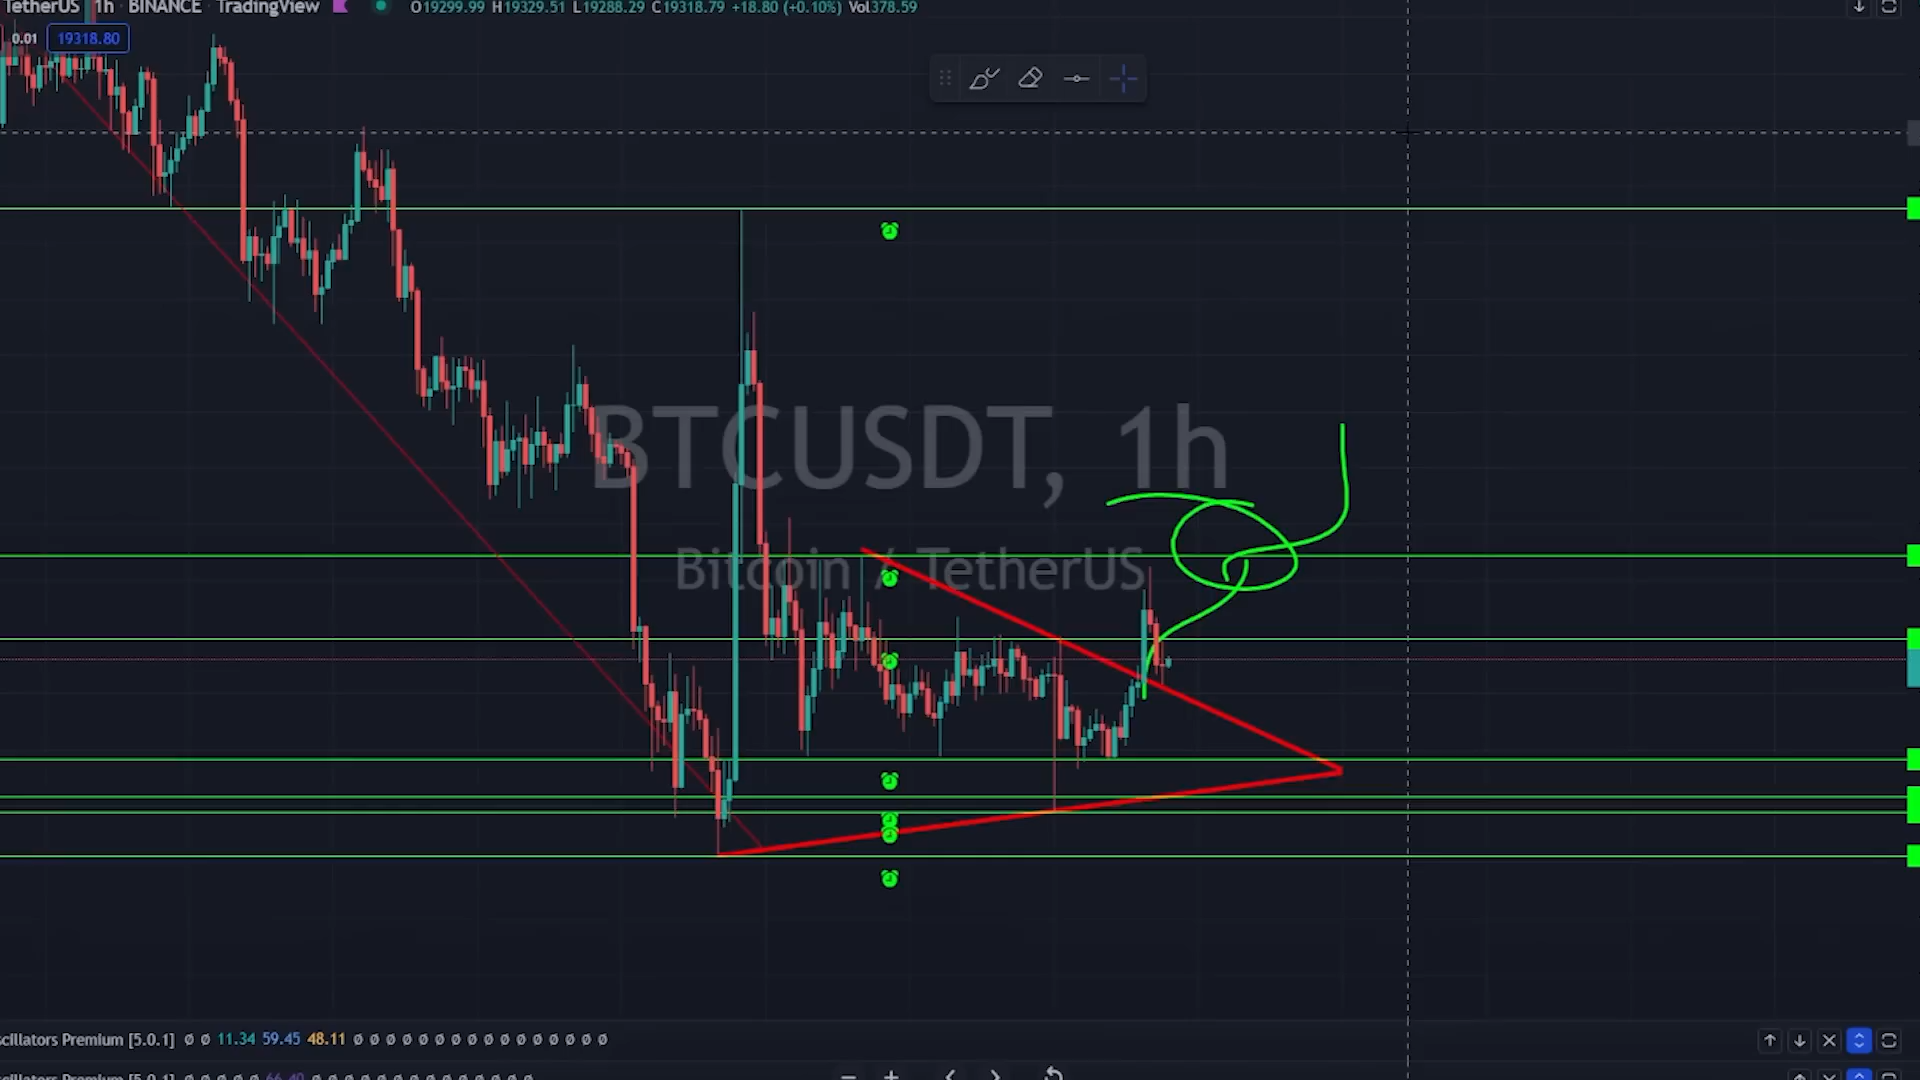 TetherUS 1h BINANCE TradingView O19299.99 H19329.51 L19288.29 C19318.79 +18.80 (+0.10%) Vol378.59
0.01 19318.80
BTCUSDT, 1h
Bitcoin / TetherUS
scillators Premium [5.0.1] ø ø 11.34 59.45 48.11 ø ø ø ø ø ø ø ø ø ø ø ø ø ø ø ø